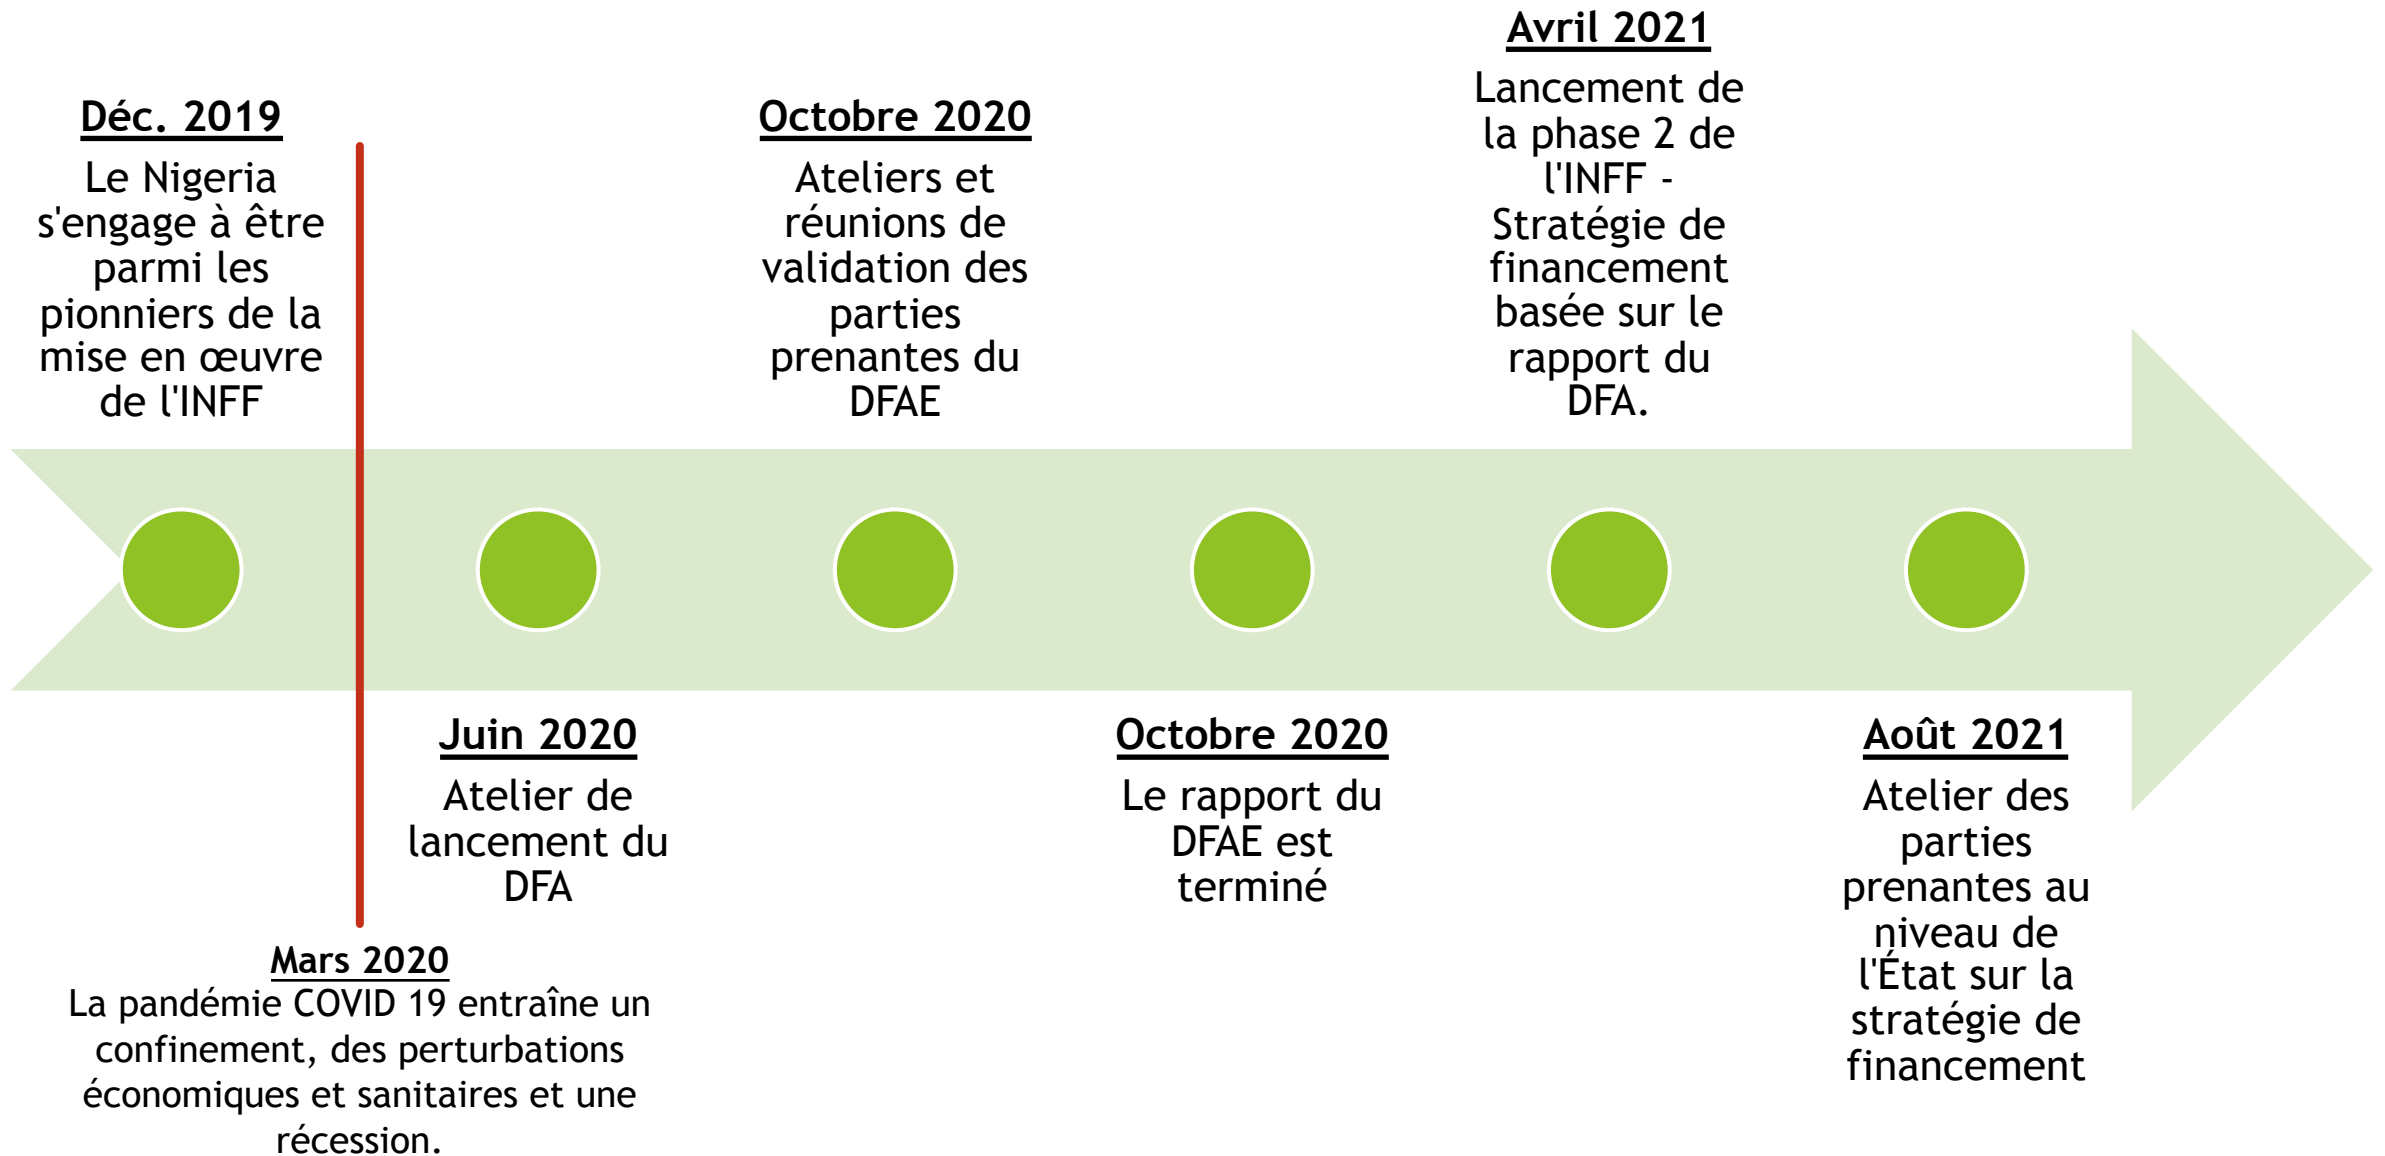 Déc. 2019
Le Nigeria
s'engage à être
parmi les
pionniers de la
mise en œuvre
de l'INFF
Mars 2020
La pandémie COVID 19 entraîne un
confinement, des perturbations
économiques et sanitaires et une
récession.
Juin 2020
Atelier de
lancement du
DFA
Octobre 2020
Ateliers et
réunions de
validation des
parties
prenantes du
DFAE
Octobre 2020
Le rapport du
DFAE est
terminé
Avril 2021
Lancement de
la phase 2 de
l'INFF -
Stratégie de
financement
basée sur le
rapport du
DFA.
Août 2021
Atelier des
parties
prenantes au
niveau de
l'État sur la
stratégie de
financement